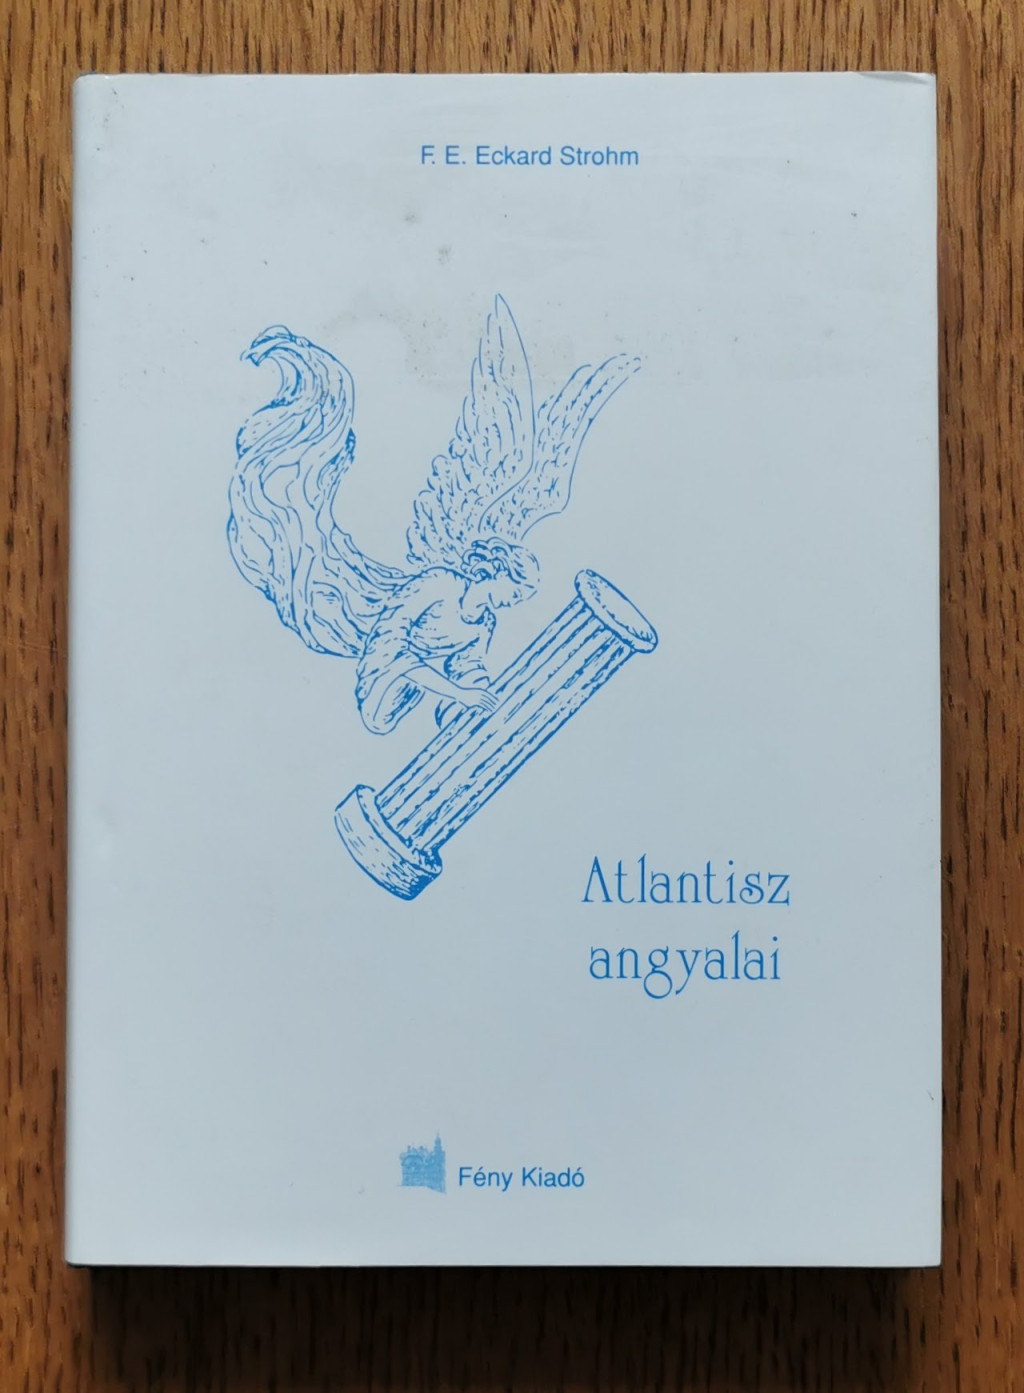 F. E. Eckard Strohm
Atlantisz
angyalai
Fény Kiadó